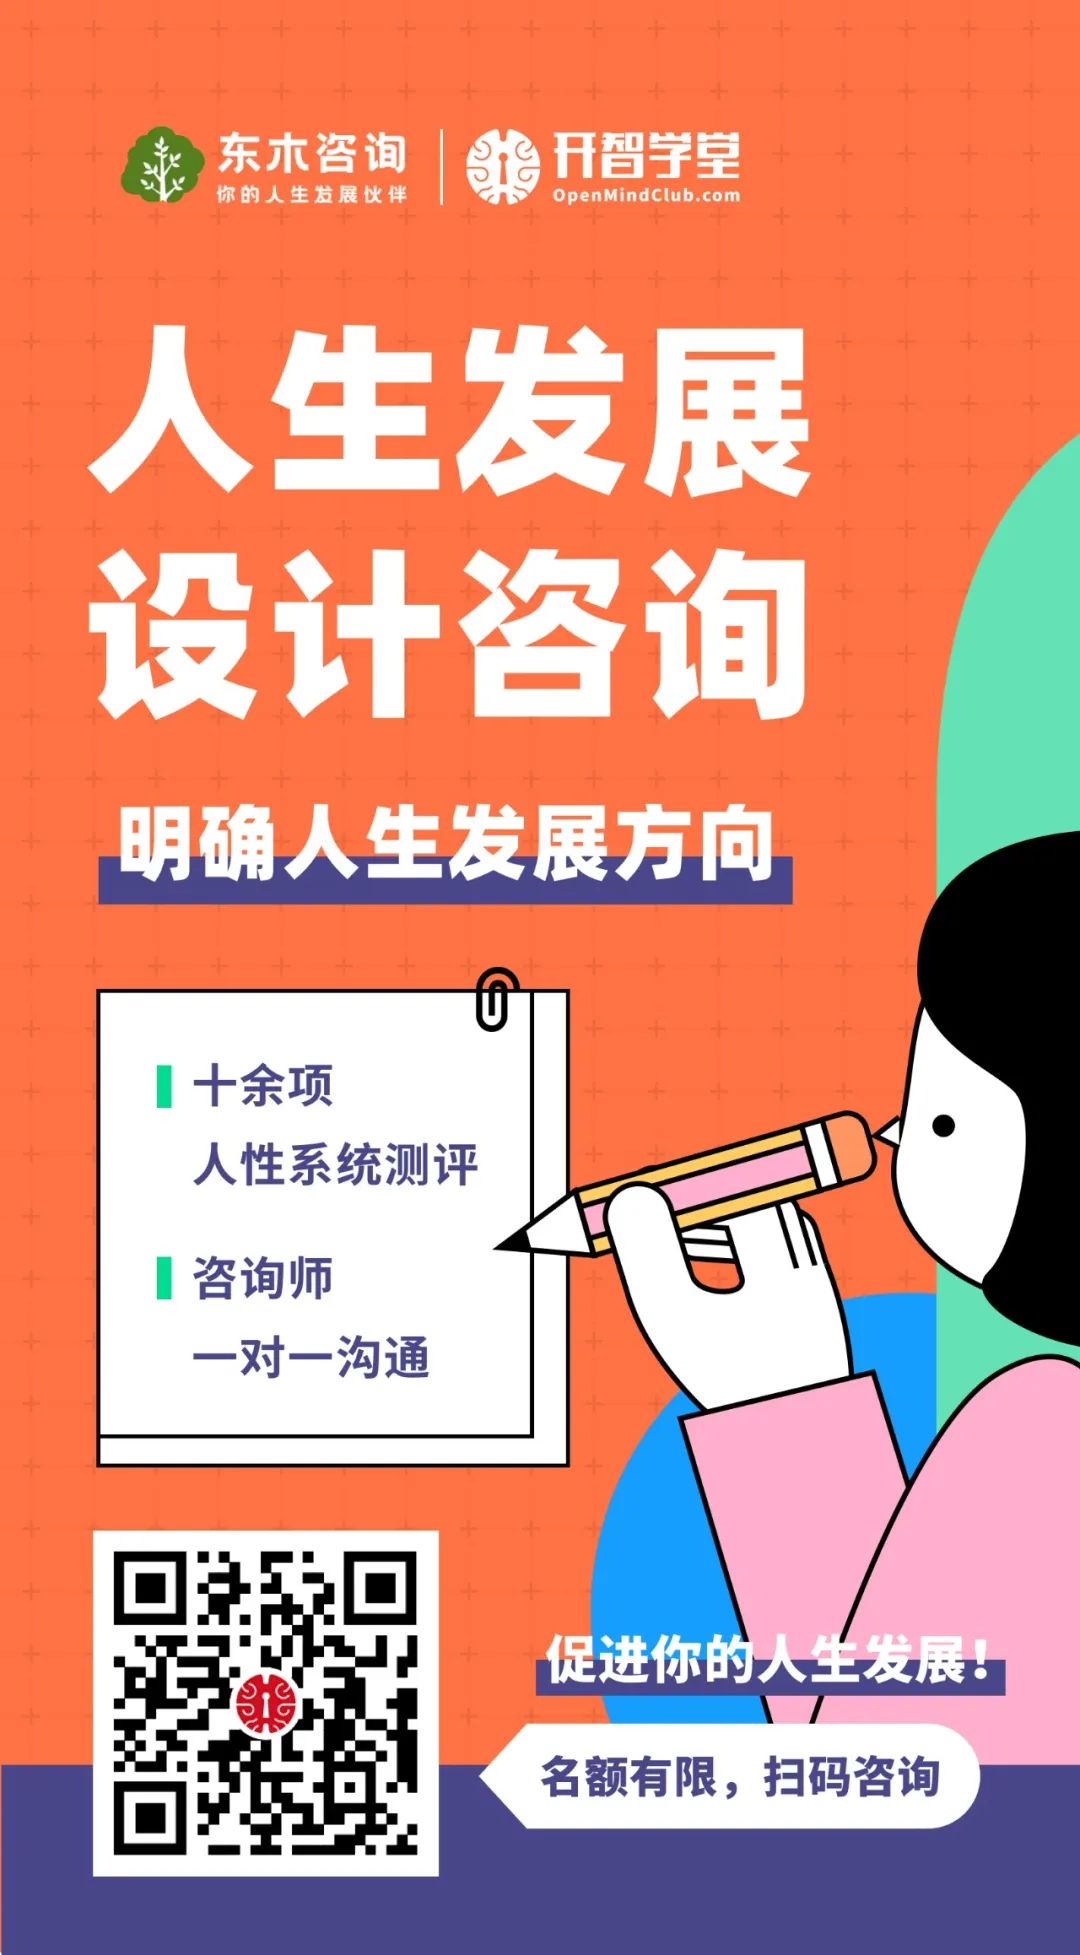 东木咨询
你的人生发展伙伴
开智学堂
OpenMindClub.com
人生发展
设计咨询
明确人生发展方向
十余项
人性系统测评
咨询师
一对一沟通
促进你的人生发展！
名额有限，扫码咨询